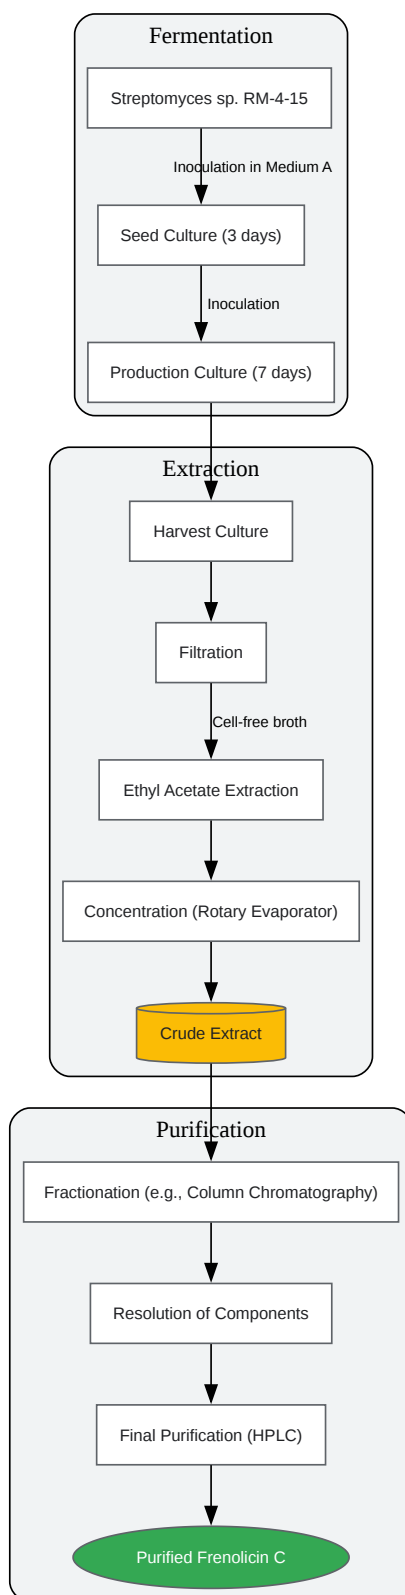 Fermentation
Streptomyces sp. RM-4-15
Inoculation in Medium A
Seed Culture (3 days)
Inoculation
Production Culture (7 days)
Extraction
Harvest Culture
Filtration
Cell-free broth
Ethyl Acetate Extraction
Concentration (Rotary Evaporator)
Crude Extract
Purification
Fractionation (e.g., Column Chromatography)
Resolution of Components
Final Purification (HPLC)
Purified Frenolicin C